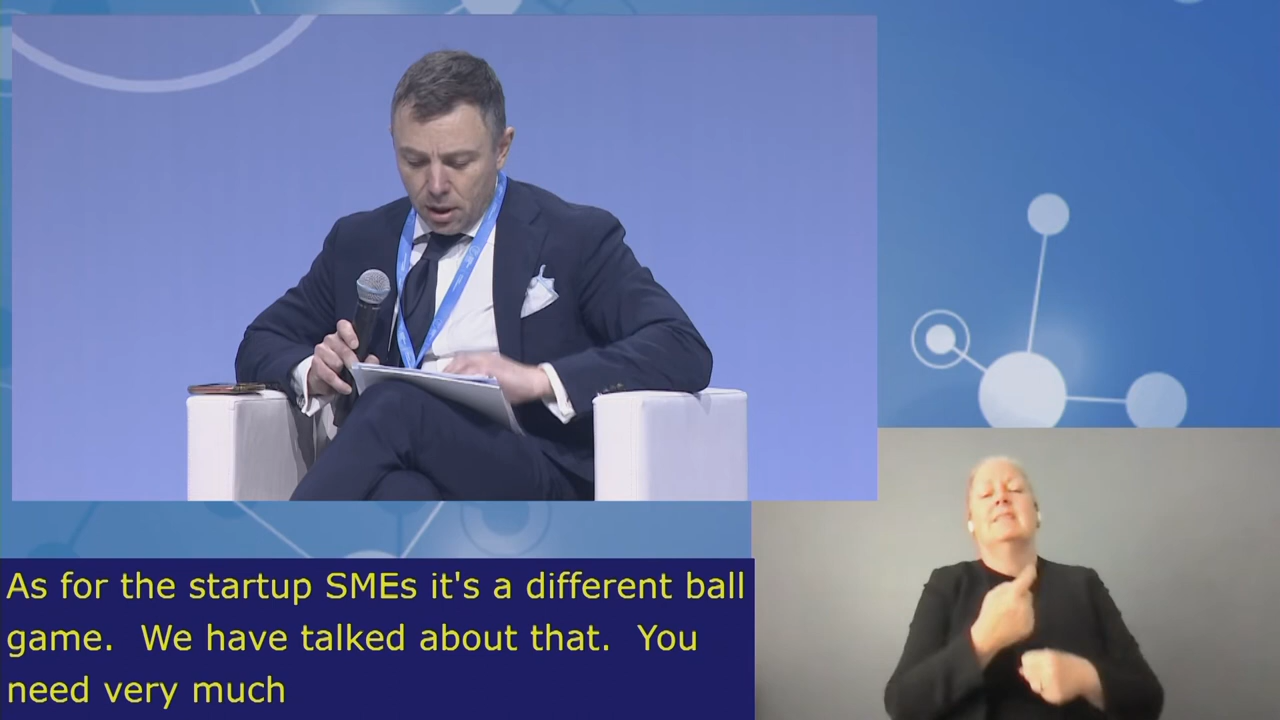 As for the startup SMEs it's a different ball
game.  We have talked about that.  You
need very much